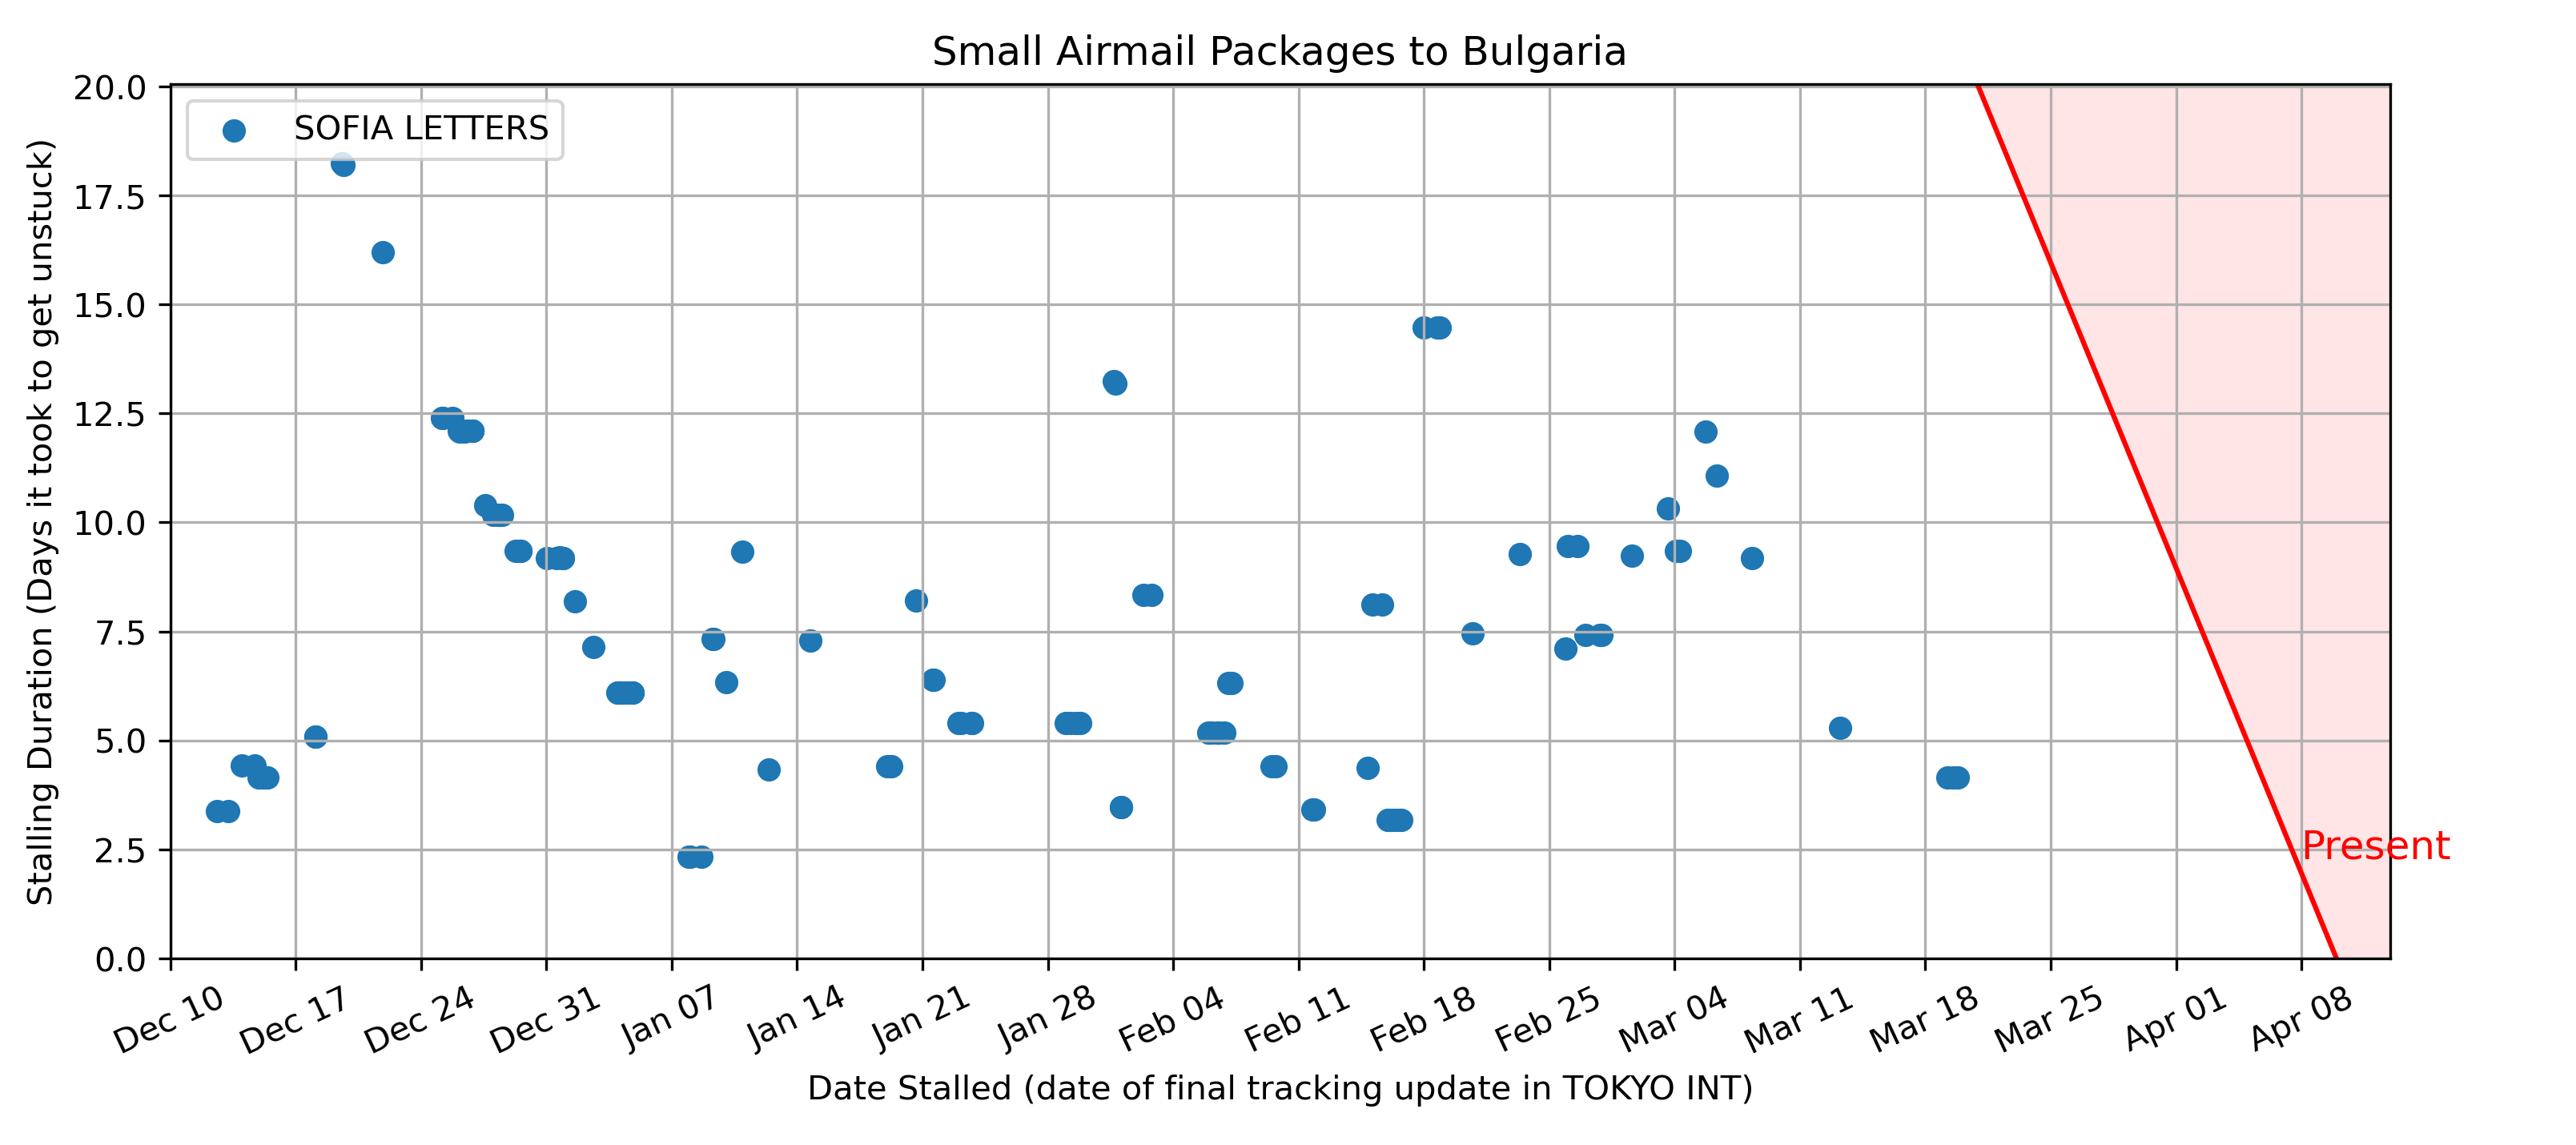 Small Airmail Packages to Bulgaria
SOFIA LETTERS
Stalling Duration (Days it took to get unstuck)
20.0
17.5
15.0
12.5
10.0
7.5
5.0
2.5
0.0
Present
Dec 10
Dec 17
Dec 24
Dec 31
Jan 07
Jan 14
Jan 21
Jan 28
Feb 04
Feb 11
Feb 18
Feb 25
Mar 04
Mar 11
Mar 18
Mar 25
Apr 01
Apr 08
Date Stalled (date of final tracking update in TOKYO INT)